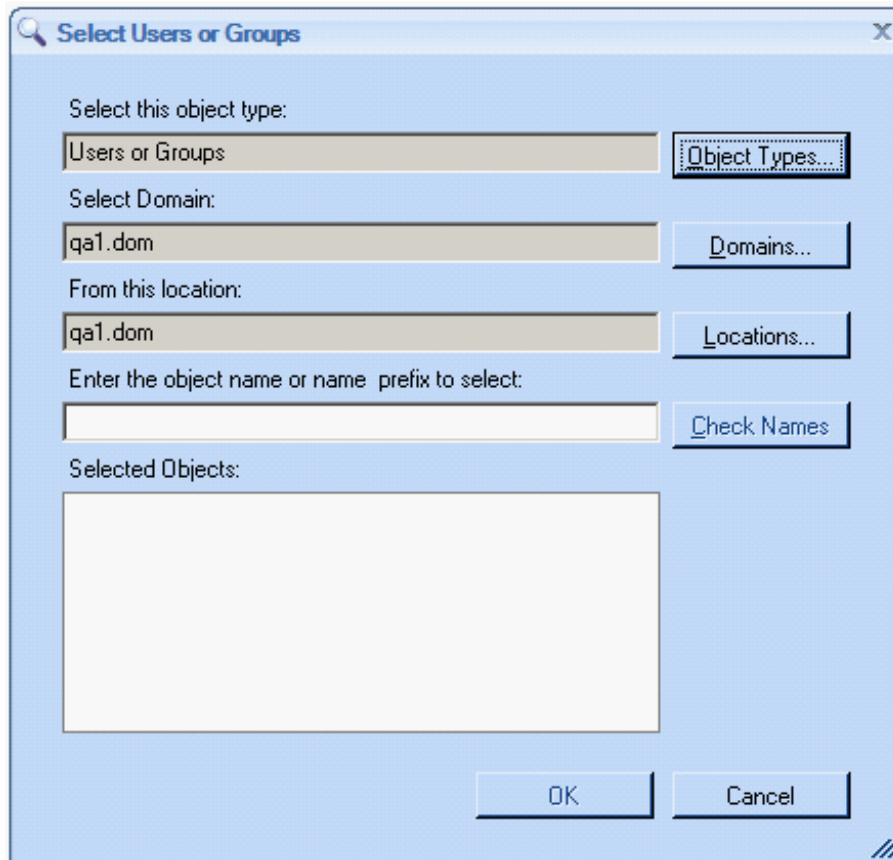 Select Users or Groups
Select this object type:
Users or Groups
Object Types...
Select Domain:
qa1.dom
Domains...
From this location:
qa1.dom
Locations...
Enter the object name or name  prefix to select:
Check Names
Selected Objects:
OK
Cancel